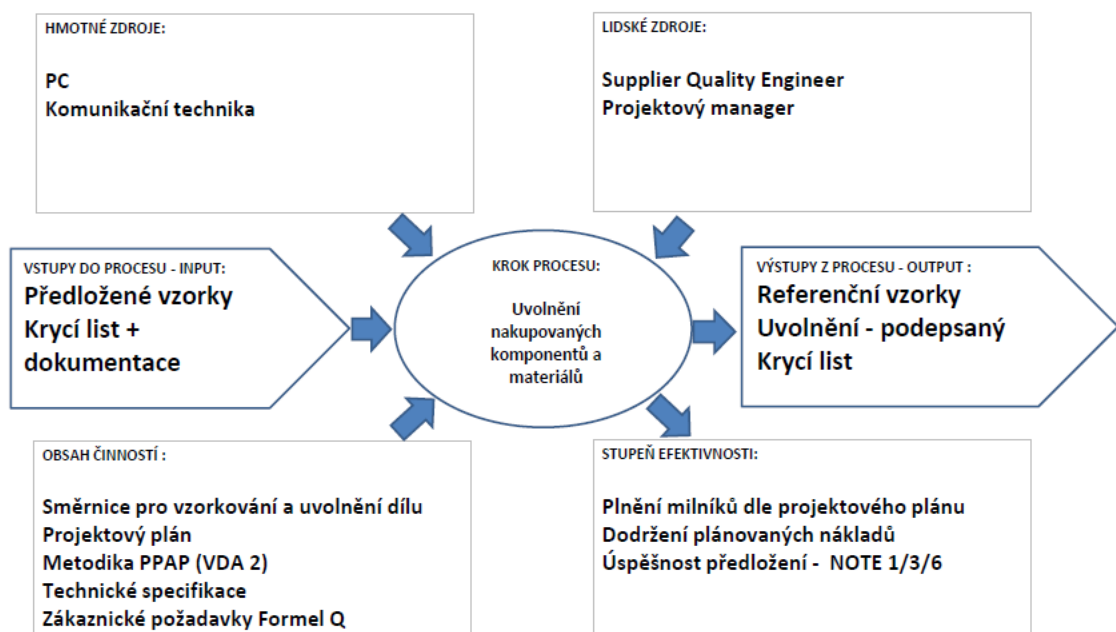 HMOTNÉ ZDROJE:
PC
Komunikační technika
LIDSKÉ ZDROJE:
Supplier Quality Engineer
Projektový manager
VSTUPY DO PROCESU - INPUT:
Předložené vzorky
Krycí list +
dokumentace
KROK PROCESU:
Uvolnění
nakupovaných
komponentů a
materiálů
VÝSTUPY Z PROCESU - OUTPUT :
Referenční vzorky
Uvolnění - podepsaný
Krycí list
OBSAH ČINNOSTÍ :
Směrnice pro vzorkování a uvolnění dílu
Projektový plán
Metodika PPAP (VDA 2)
Technické specifikace
Zákaznické požadavky Formel Q
STUPEŇ EFEKTIVNOSTI:
Plnění milníků dle projektového plánu
Dodržení plánovaných nákladů
Úspěšnost předložení - NOTE 1/3/6